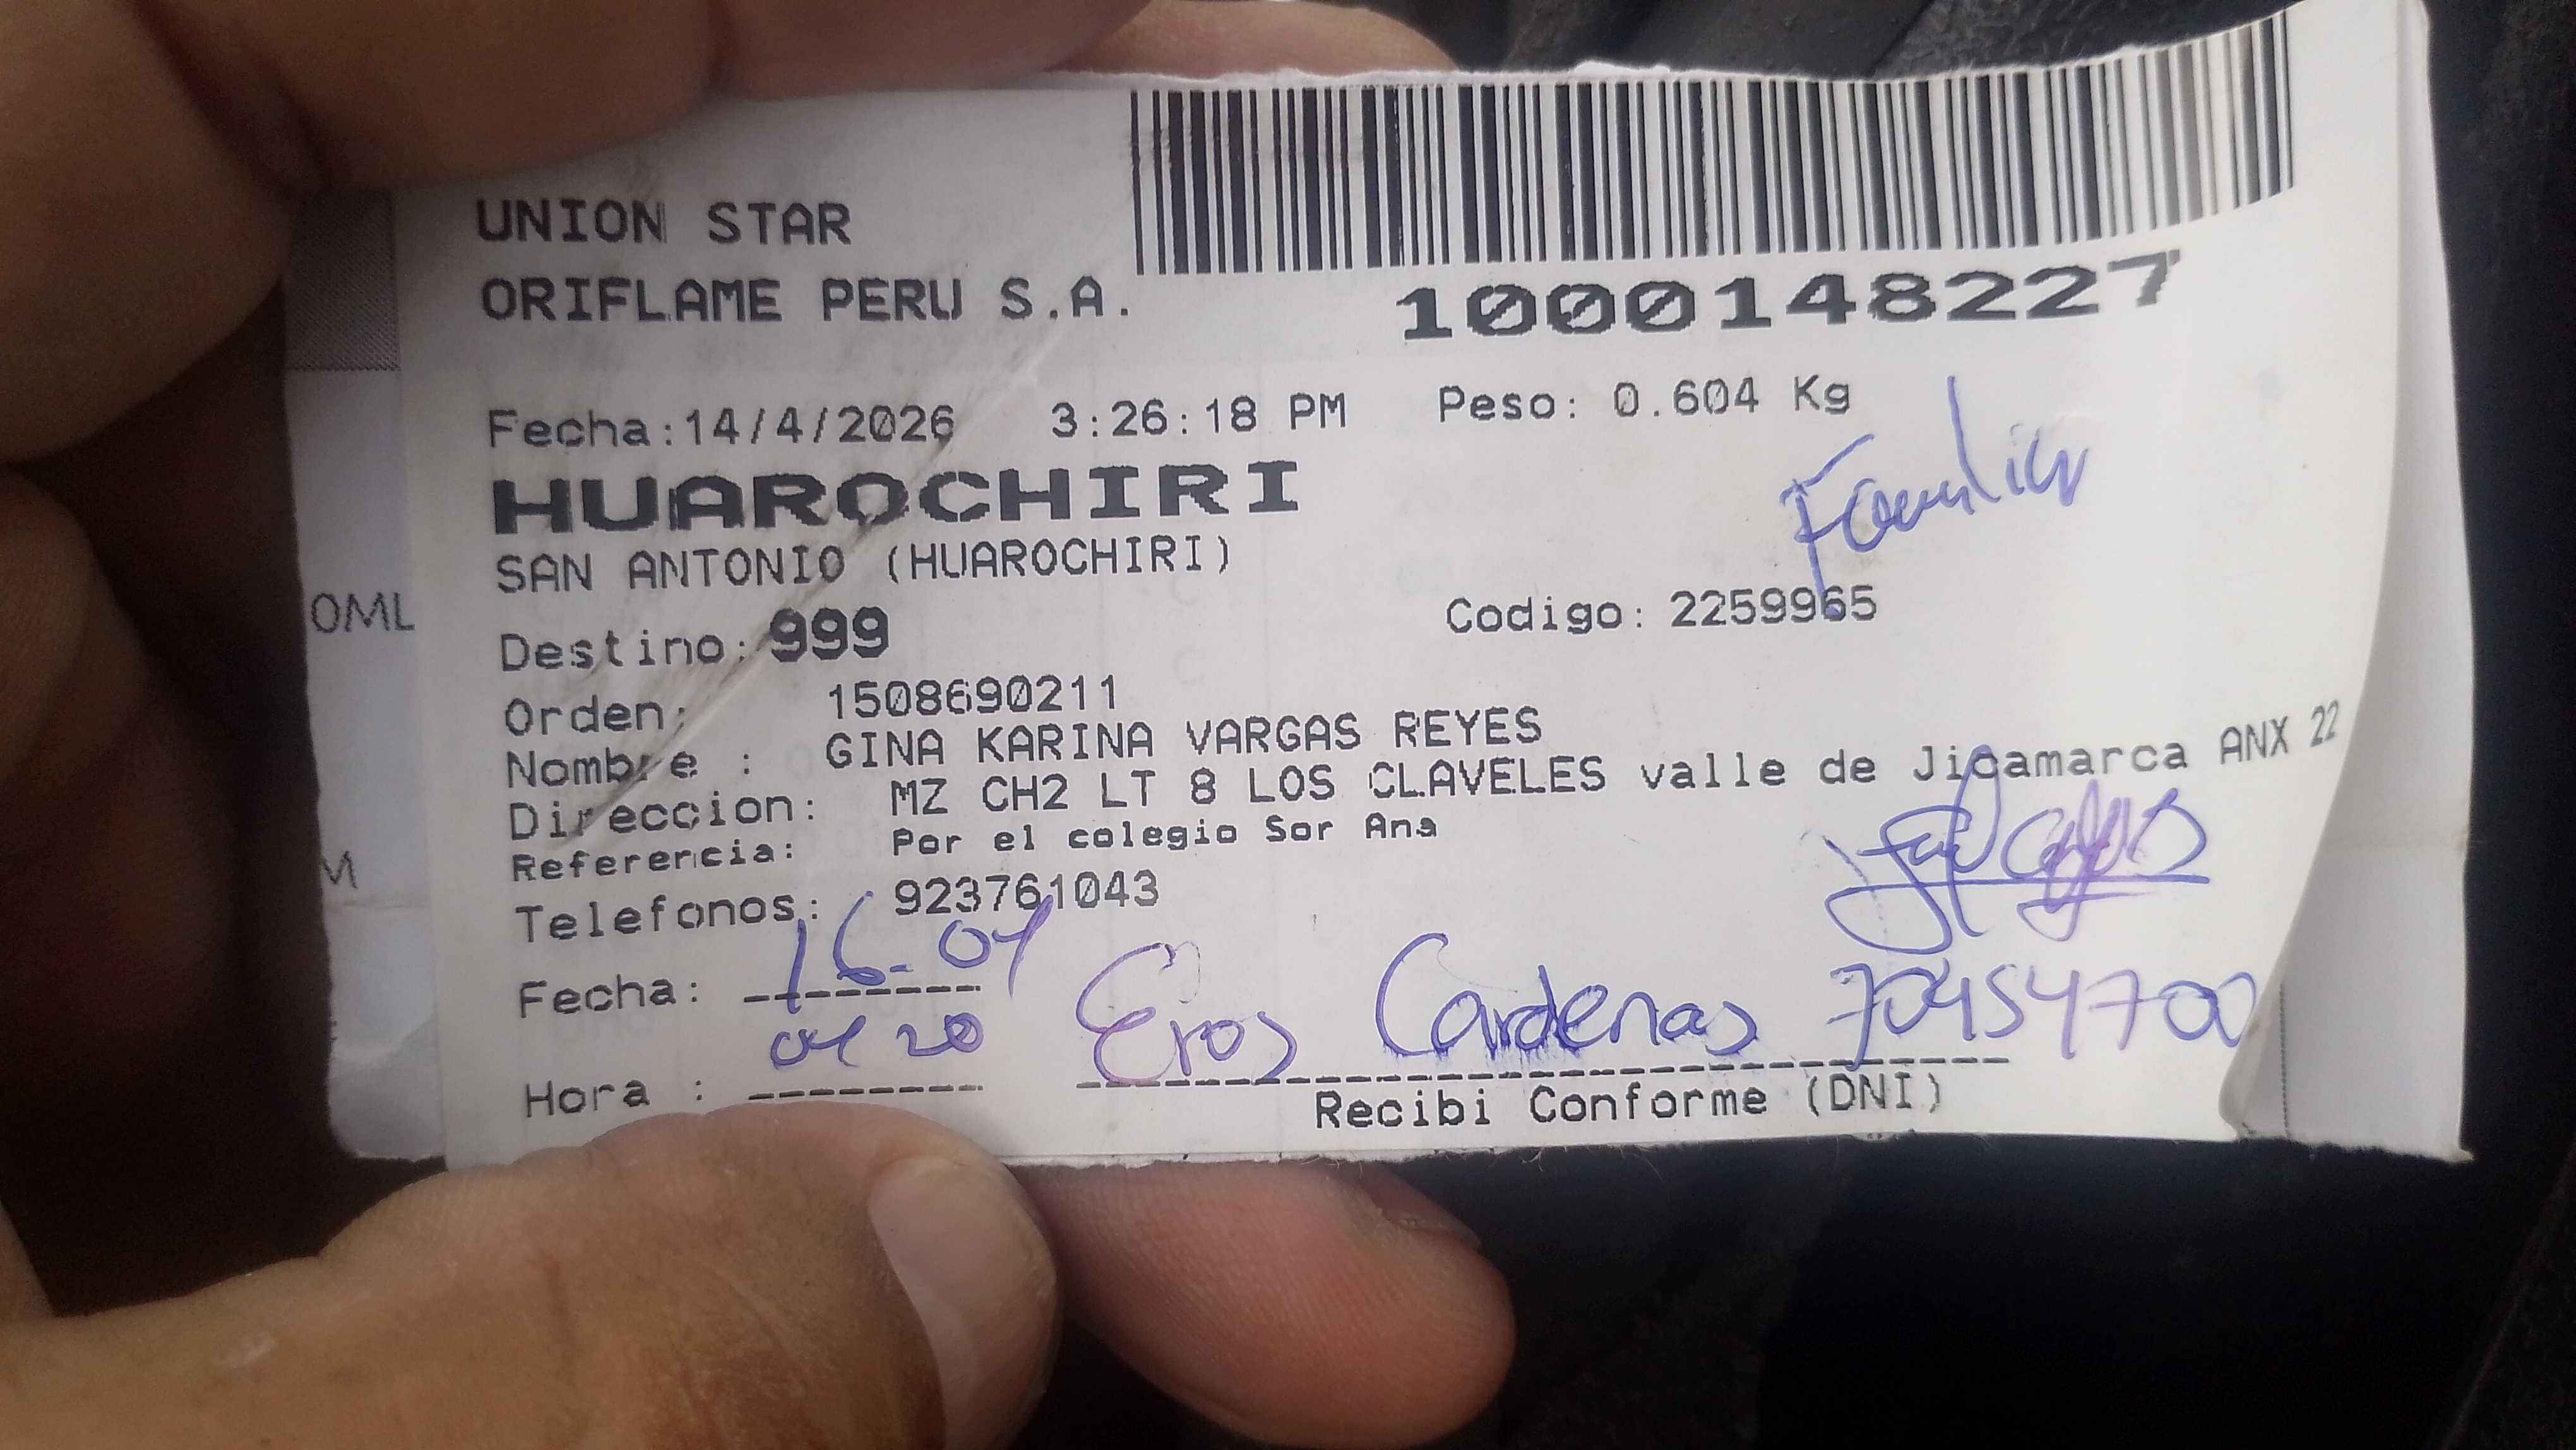 UNION STAR
ORIFLAME PERU S.A.
1000148227
Fecha:14/4/2026 3:26:18 PM Peso: 0.604 Kg
HUAROCHIRI
Familia
SAN ANTONIO (HUAROCHIRI)
OML
Destino: 999 Codigo: 2259965
Orden: 1508690211
Nombre : GINA KARINA VARGAS REYES
Direccion: MZ CH2 LT 8 LOS CLAVELES valle de Jicamarca ANX 22
Referencia: Por el colegio Sor Ana
M
Telefonos: 923761043
Fecha: 16-04
Hora : 04 20
Eros Cardenas 70454700
Recibi Conforme (DNI)